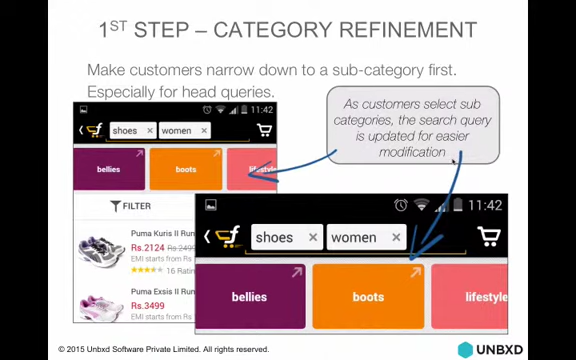 1ST STEP – CATEGORY REFINEMENT
Make customers narrow down to a sub-category first.
Especially for head queries.
As customers select sub
categories, the search query
is updated for easier
modification
11:42
shoes × women ×
bellies boots lifestyle
FILTER
Puma Kuris II Run
Rs.2124 Rs.2499
EMI starts from Rs
16 Ratin
Puma Exsis II Run
Rs.3499
EMI starts from Rs
11:42
shoes × women ×
bellies boots lifestyle
© 2015 Unbxd Software Private Limited. All rights reserved.
UNBXD